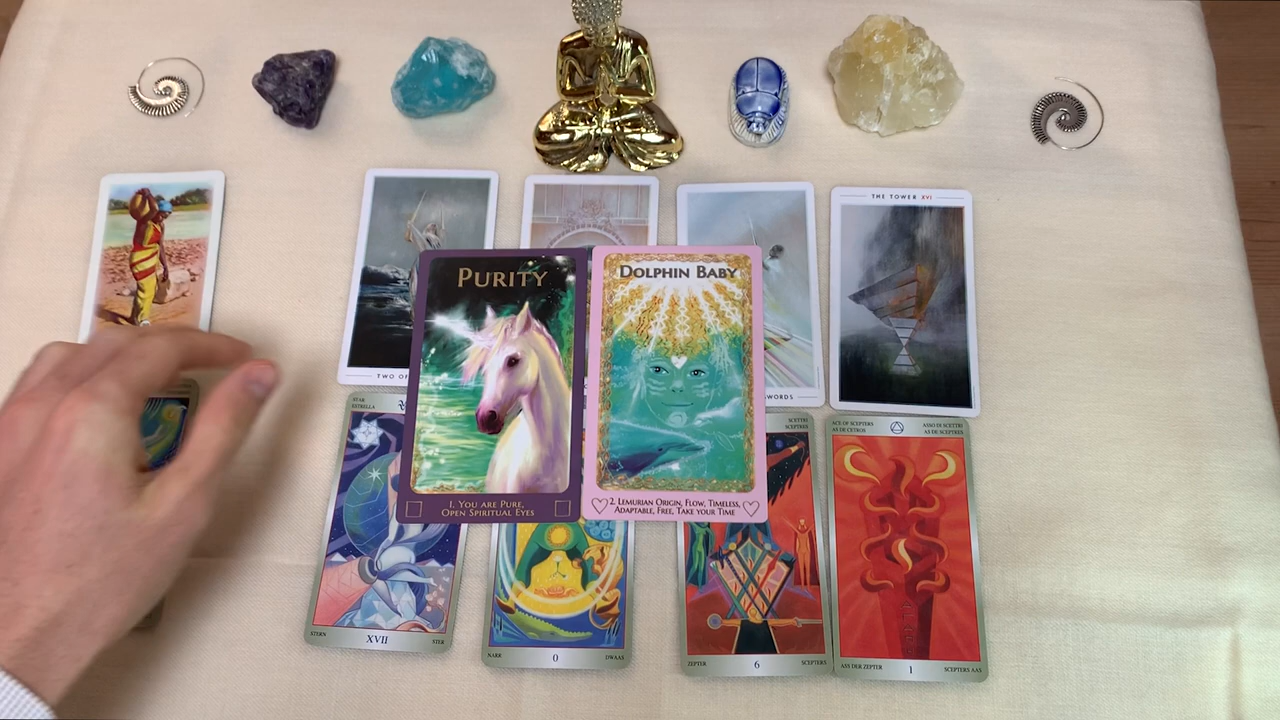 THE TOWER XVI
PURITY
DOLPHIN BABY
TWO OF
WORDS
STAR
ESTRELLA
SCETTRI
SCEPTRES
ACE OF SCEPTERS
AS DE CETROS
ASSO DI SCETTRI
AS DE SCEPTRES
1. YOU ARE PURE,
OPEN SPIRITUAL EYES
2. LEMURIAN ORIGIN, FLOW, TIMELESS,
ADAPTABLE, FREE, TAKE YOUR TIME
STERN
XVII
STER
NARR
0
DWAAS
ZEPTER
6
SCEPTERS
ASS DER ZEPTER
1
SCEPTERS AAS